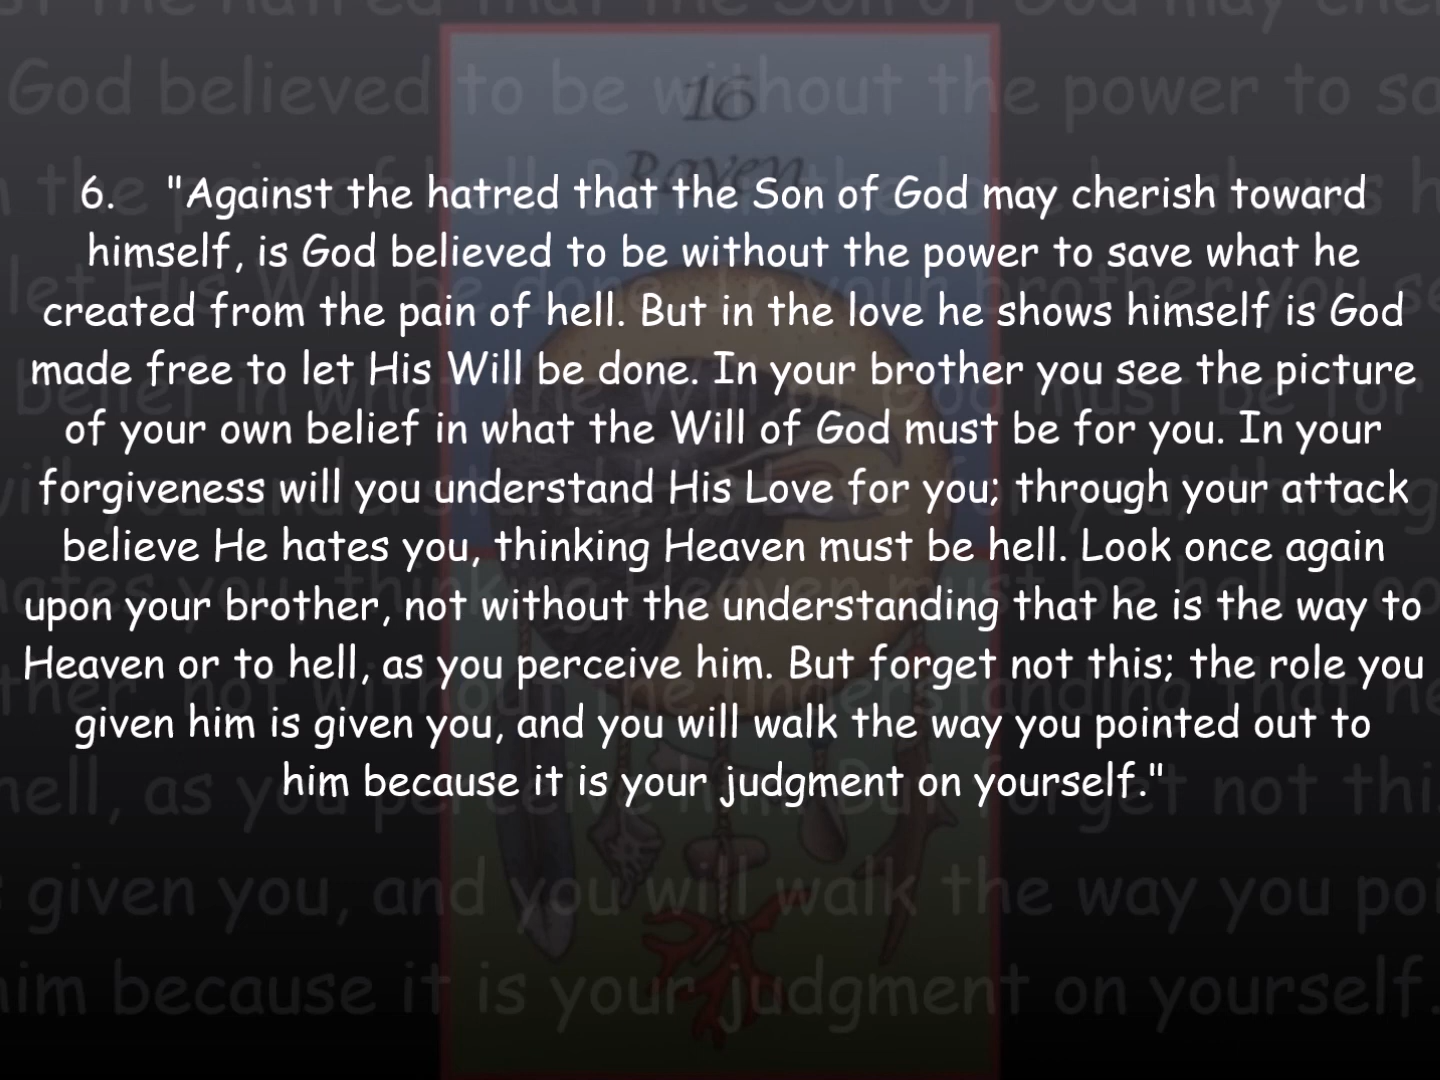 16
Raven
6. "Against the hatred that the Son of God may cherish toward
himself, is God believed to be without the power to save what he
created from the pain of hell. But in the love he shows himself is God
made free to let His Will be done. In your brother you see the picture
of your own belief in what the Will of God must be for you. In your
forgiveness will you understand His Love for you; through your attack
believe He hates you, thinking Heaven must be hell. Look once again
upon your brother, not without the understanding that he is the way to
Heaven or to hell, as you perceive him. But forget not this; the role you
given him is given you, and you will walk the way you pointed out to
him because it is your judgment on yourself."